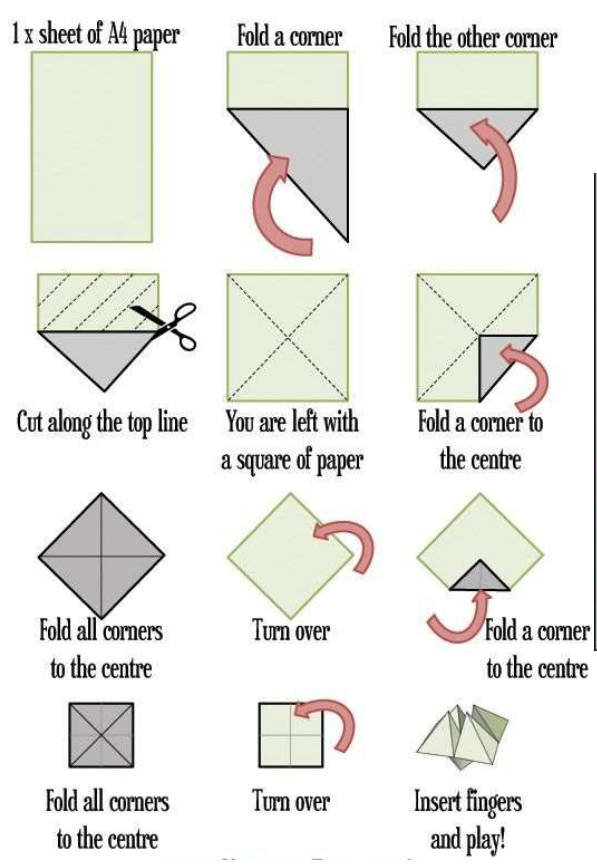 1 x sheet of A4 paper
Fold a corner
Fold the other corner
Cut along the top line
You are left with
a square of paper
Fold a corner to
the centre
Fold all corners
to the centre
Turn over
Fold a corner
to the centre
Fold all corners
to the centre
Turn over
Insert fingers
and play!